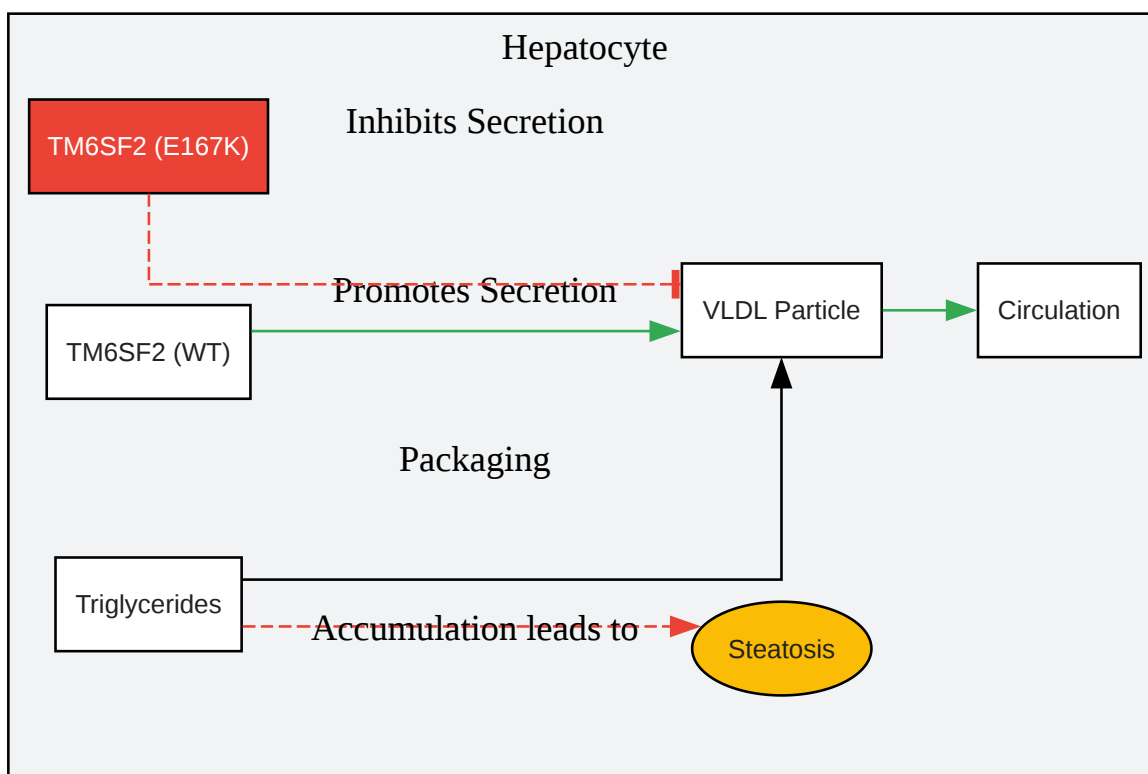 Hepatocyte
TM6SF2 (E167K)
Inhibits Secretion
Promotes Secretion
TM6SF2 (WT)
VLDL Particle
Circulation
Packaging
Triglycerides
Accumulation leads to
Steatosis